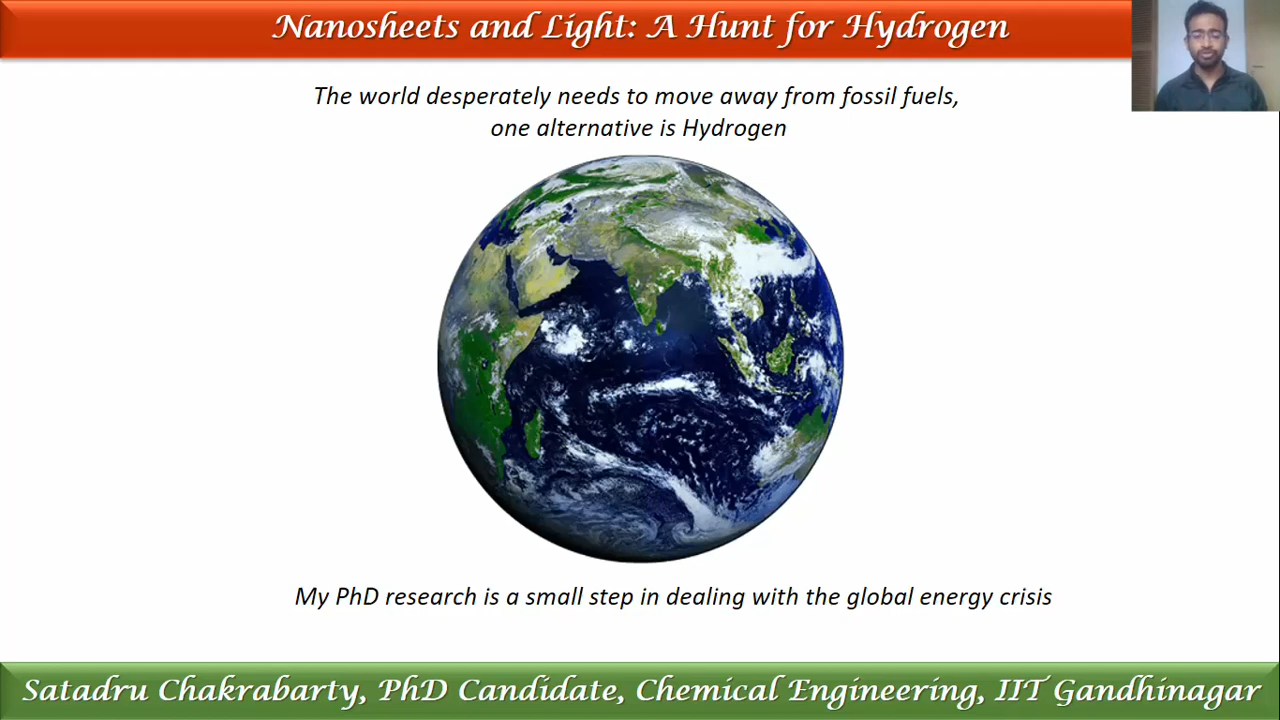 Nanosheets and Light: A Hunt for Hydrogen
The world desperately needs to move away from fossil fuels,
one alternative is Hydrogen
My PhD research is a small step in dealing with the global energy crisis
Satadru Chakrabarty, PhD Candidate, Chemical Engineering, IIT Gandhinagar